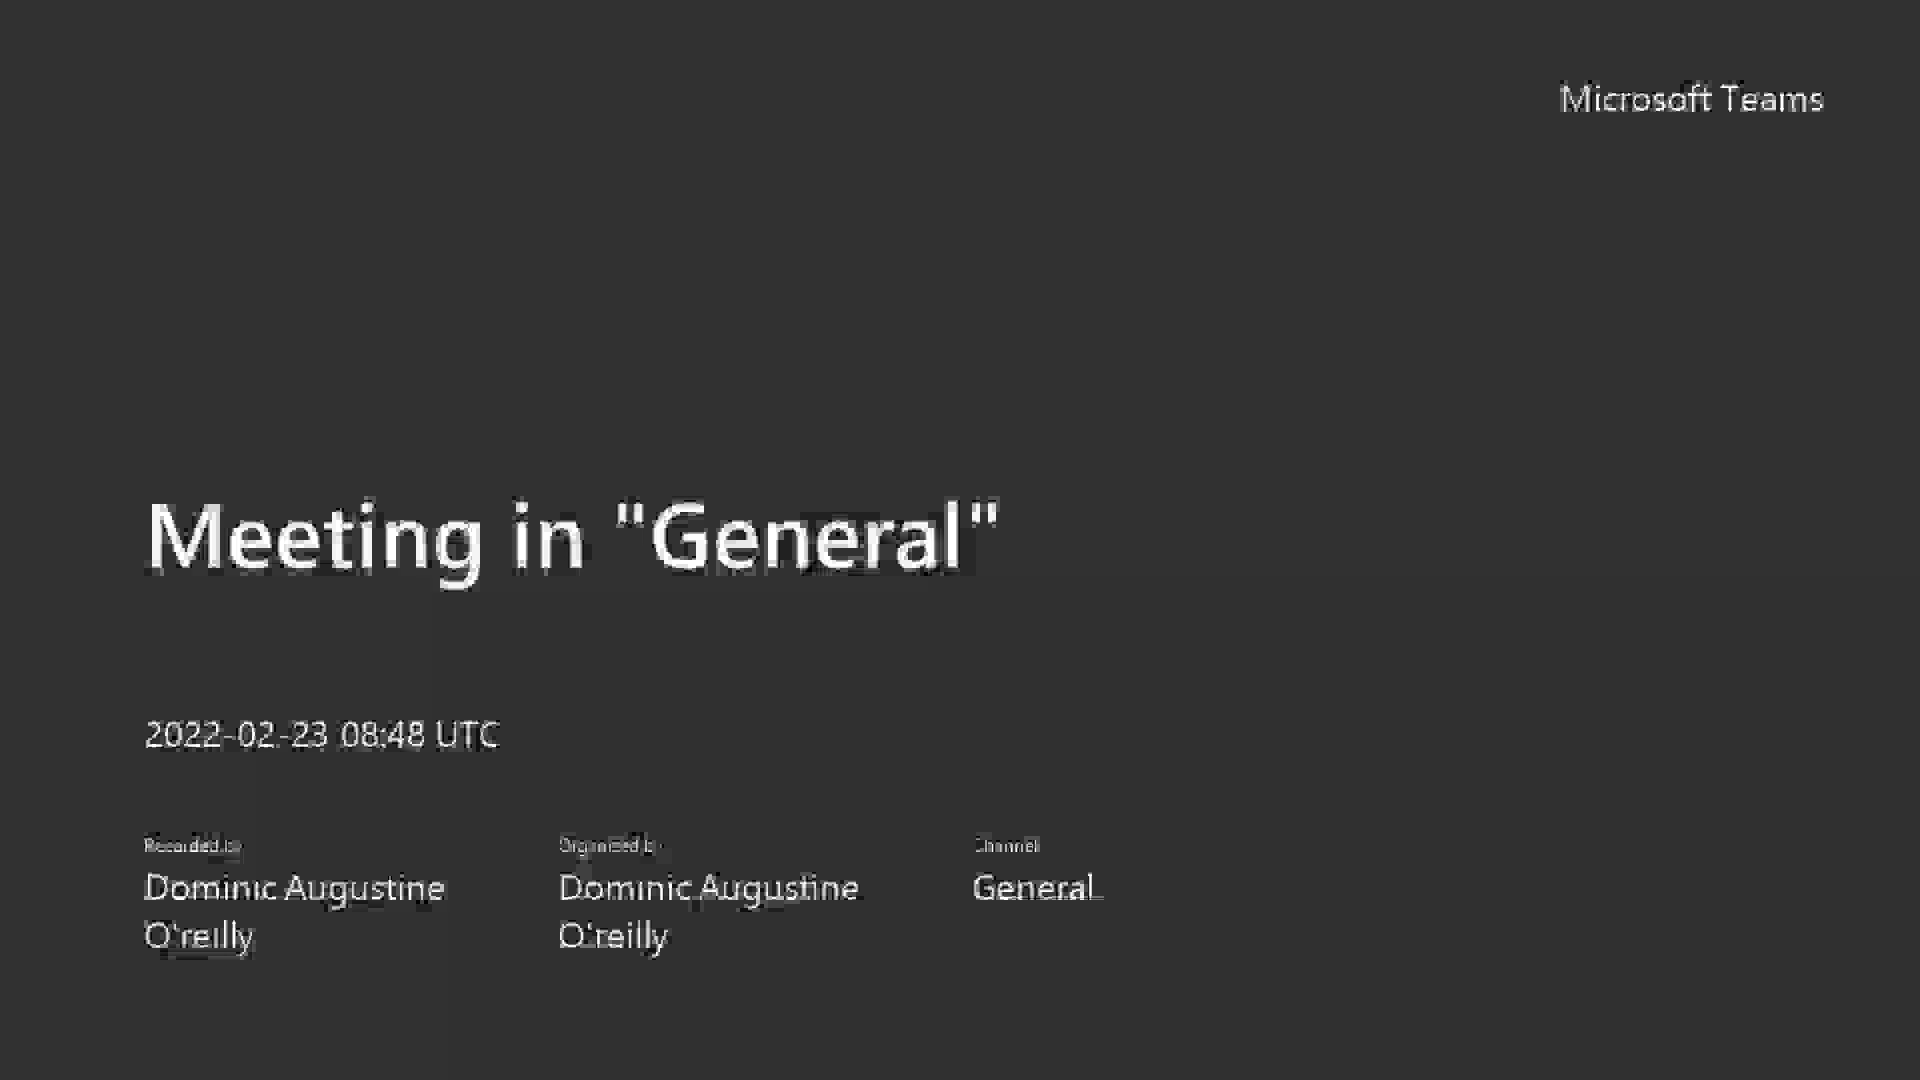 Microsoft Teams
Meeting in "General"
2022-02-23 08:48 UTC
Recorded by
Organized by
Channel
Dominic Augustine
Dominic Augustine
General
O'reilly
O'reilly